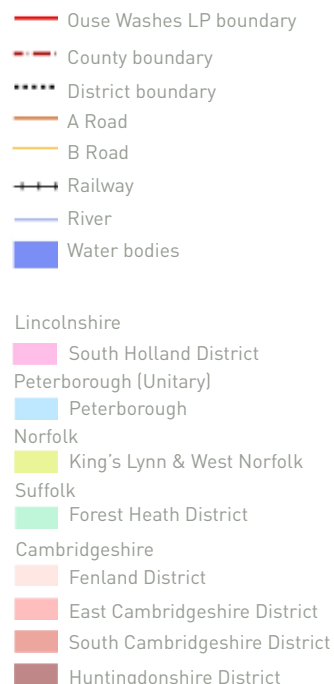 Ouse Washes LP boundary
County boundary
District boundary
A Road
B Road
Railway
River
Water bodies
Lincolnshire
South Holland District
Peterborough (Unitary)
Peterborough
Norfolk
King's Lynn & West Norfolk
Suffolk
Forest Heath District
Cambridgeshire
Fenland District
East Cambridgeshire District
South Cambridgeshire District
Huntingdonshire District